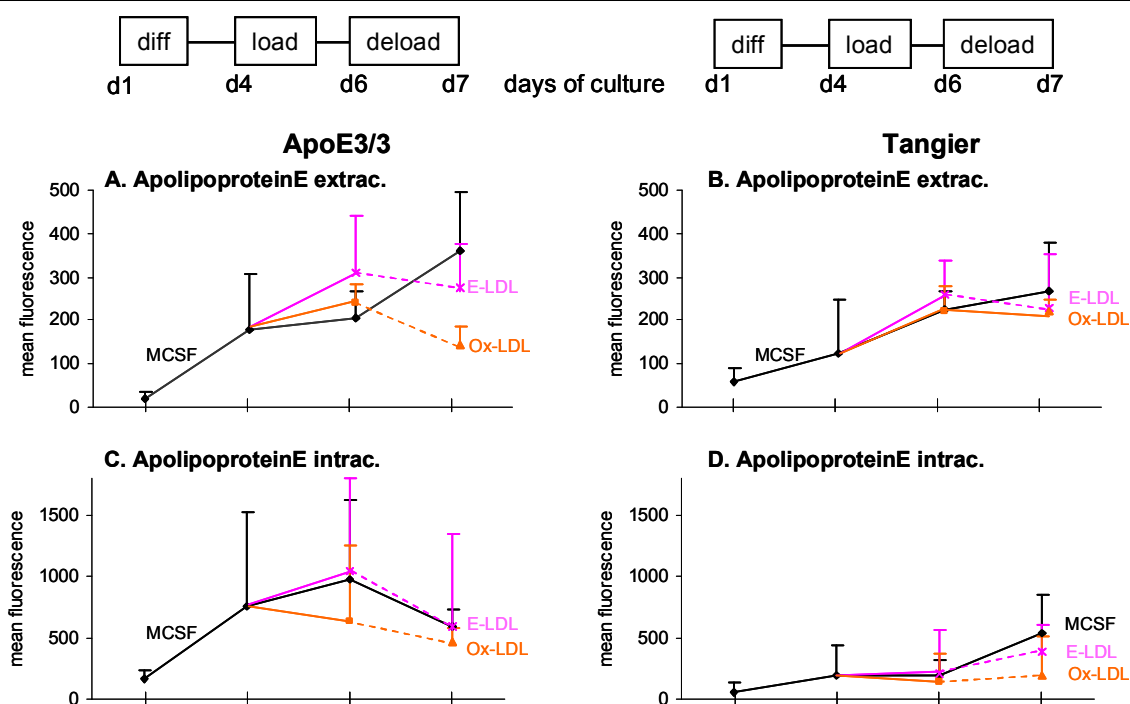 diff load deload
d1 d4 d6 d7
days of culture
diff load deload
d1 d4 d6 d7
ApoE3/3
Tangier
A. ApolipoproteinE extrac.
mean fluorescence
500
400
300
200
100
0
MCSF
E-LDL
Ox-LDL
B. ApolipoproteinE extrac.
mean fluorescence
500
400
300
200
100
0
MCSF
E-LDL
Ox-LDL
C. ApolipoproteinE intrac.
mean fluorescence
1500
1000
500
0
MCSF
E-LDL
Ox-LDL
D. ApolipoproteinE intrac.
mean fluorescence
1500
1000
500
0
MCSF
E-LDL
Ox-LDL